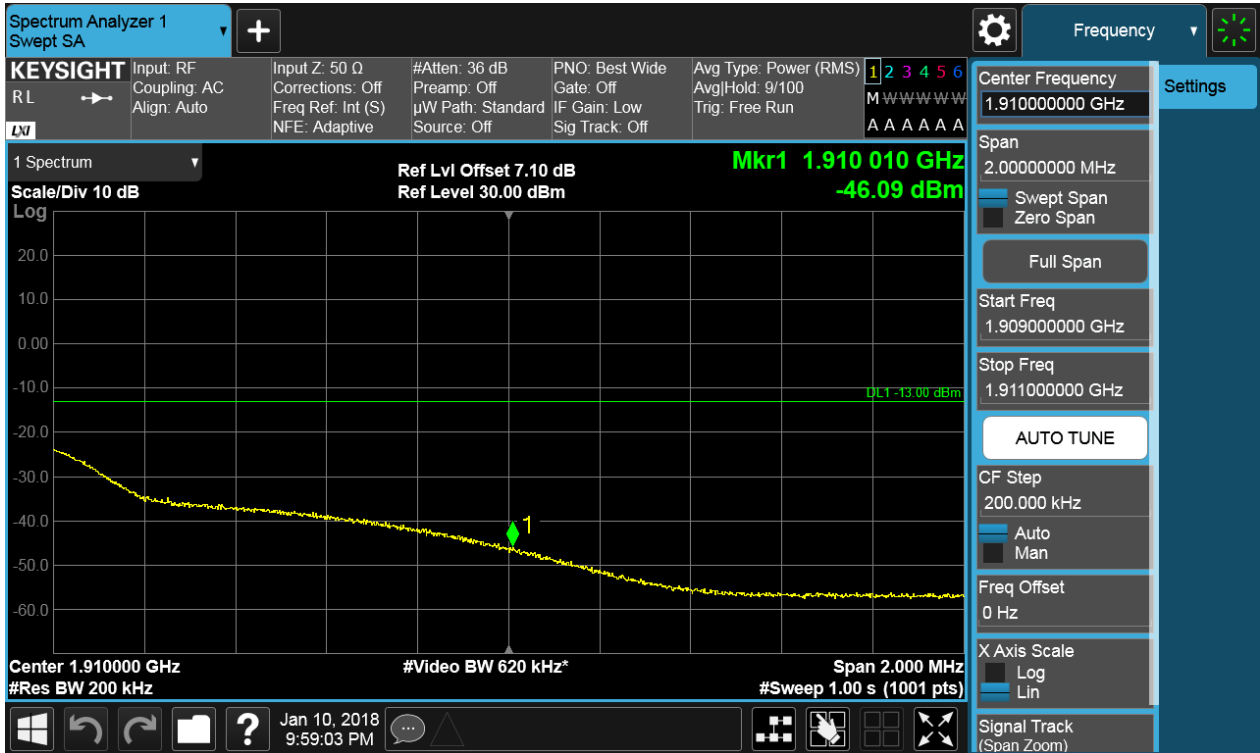 Spectrum Analyzer 1
Swept SA
+
Frequency
KEYSIGHT
RL
LXI
Input: RF
Coupling: AC
Align: Auto
Input Z: 50 Ω
Corrections: Off
Freq Ref: Int (S)
NFE: Adaptive
#Atten: 36 dB
Preamp: Off
µW Path: Standard
Source: Off
PNO: Best Wide
Gate: Off
IF Gain: Low
Sig Track: Off
Avg Type: Power (RMS)
Avg|Hold: 9/100
Trig: Free Run
1 2 3 4 5 6
M W W W W W
A A A A A A
1 Spectrum
Scale/Div 10 dB
Log
Ref Lvl Offset 7.10 dB
Ref Level 30.00 dBm
Mkr1 1.910 010 GHz
-46.09 dBm
20.0
10.0
0.00
-10.0
DL1 -13.00 dBm
-20.0
-30.0
-40.0
1
-50.0
-60.0
Center 1.910000 GHz
#Video BW 620 kHz*
Span 2.000 MHz
#Res BW 200 kHz
#Sweep 1.00 s (1001 pts)
Center Frequency
1.910000000 GHz
Span
2.00000000 MHz
Swept Span
Zero Span
Full Span
Start Freq
1.909000000 GHz
Stop Freq
1.911000000 GHz
AUTO TUNE
CF Step
200.000 kHz
Auto
Man
Freq Offset
0 Hz
X Axis Scale
Log
Lin
Signal Track
(Span Zoom)
Settings
?
Jan 10, 2018
9:59:03 PM